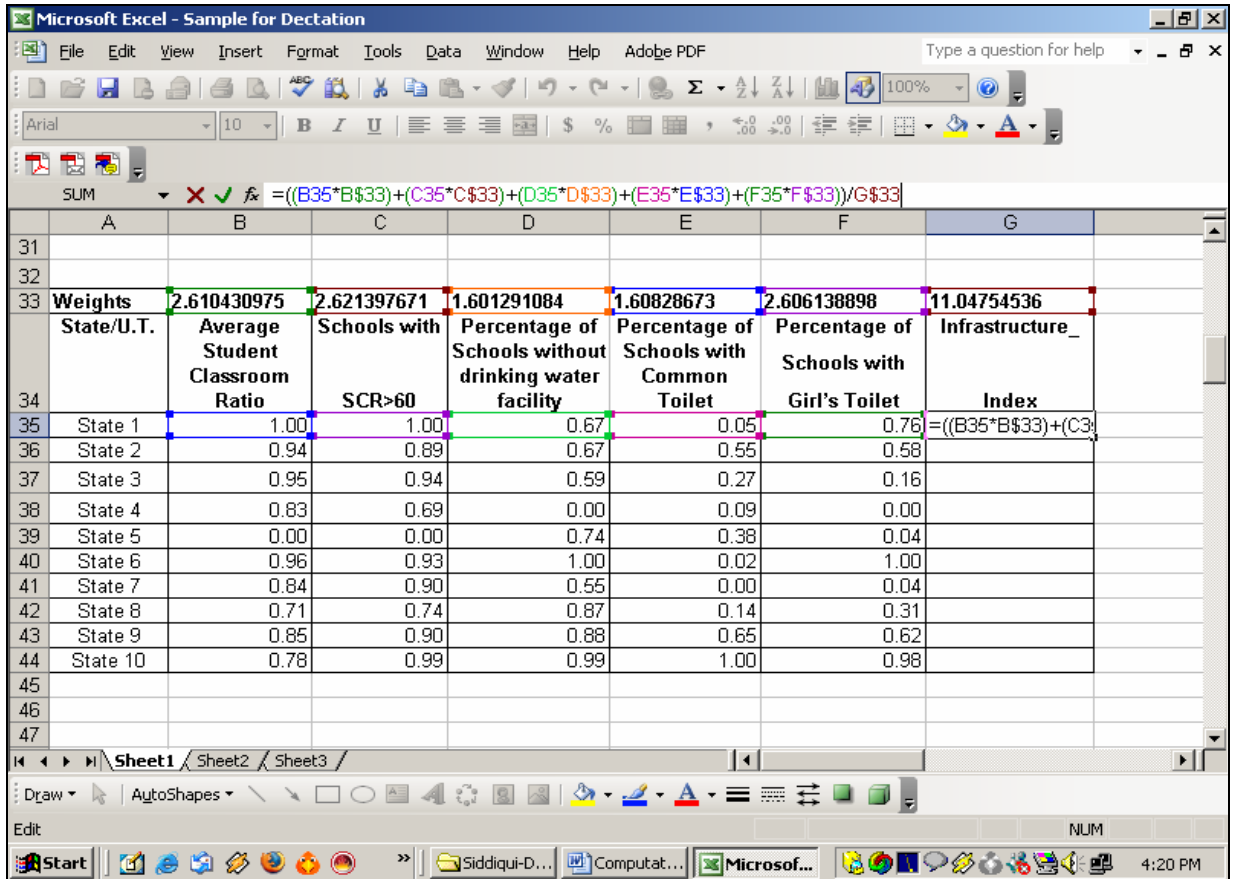 Microsoft Excel - Sample for Dectation
File Edit View Insert Format Tools Data Window Help Adobe PDF Type a question for help
100%
Arial 10 B I U $ % ,
SUM fx =((B35*B$33)+(C35*C$33)+(D35*D$33)+(E35*E$33)+(F35*F$33))/G$33
A B C D E F G
31
32
33 Weights 2.610430975 2.621397671 1.601291084 1.60828673 2.606138898 11.04754536
State/U.T. Average Schools with Percentage of Percentage of Percentage of Infrastructure_
Student Schools without Schools with Schools with
Classroom drinking water Common
34 Ratio SCR>60 facility Toilet Girl's Toilet Index
35 State 1 1.00 1.00 0.67 0.05 0.76 =((B35*B$33)+(C3
36 State 2 0.94 0.89 0.67 0.55 0.58
37 State 3 0.95 0.94 0.59 0.27 0.16
38 State 4 0.83 0.69 0.00 0.09 0.00
39 State 5 0.00 0.00 0.74 0.38 0.04
40 State 6 0.96 0.93 1.00 0.02 1.00
41 State 7 0.84 0.90 0.55 0.00 0.04
42 State 8 0.71 0.74 0.87 0.14 0.31
43 State 9 0.85 0.90 0.88 0.65 0.62
44 State 10 0.78 0.99 0.99 1.00 0.98
45
46
47
Sheet1 Sheet2 Sheet3
Draw AutoShapes
Edit NUM
Start » Siddiqui-D... Computat... Microsof... 4:20 PM